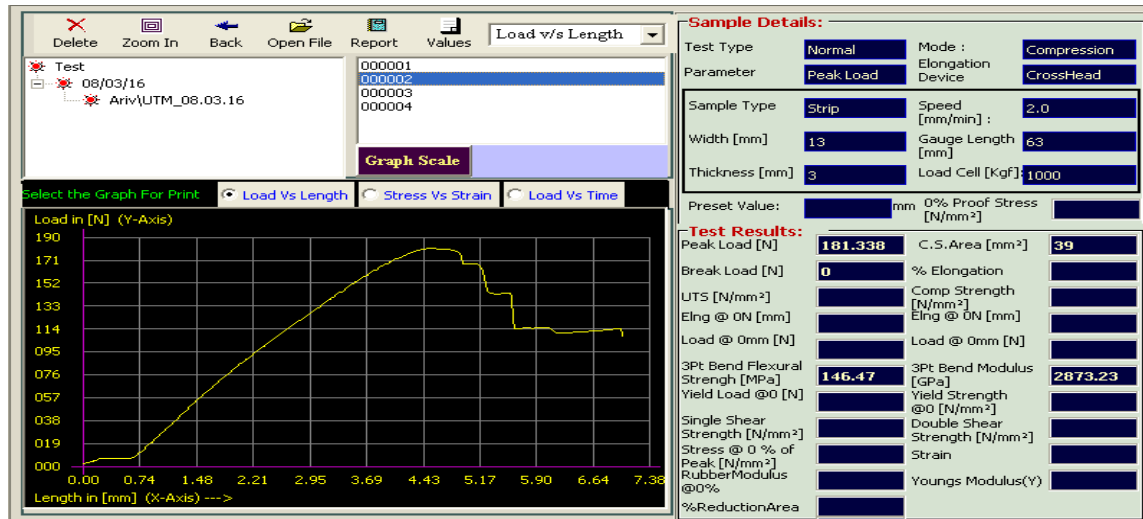 Delete Zoom In Back Open File Report Values Load v/s Length
Test
08/03/16
Ariv\UTM_08.03.16
000001
000002
000003
000004
Graph Scale
Select the Graph For Print Load Vs Length Stress Vs Strain Load Vs Time
Load in [N] (Y-Axis)
190
171
152
133
114
095
076
057
038
019
000
0.00 0.74 1.48 2.21 2.95 3.69 4.43 5.17 5.90 6.64 7.38
Length in [mm] (X-Axis) --->
Sample Details:
Test Type Normal Mode : Compression
Parameter Peak Load Elongation Device CrossHead
Sample Type Strip Speed [mm/min] : 2.0
Width [mm] 13 Gauge Length [mm] 63
Thickness [mm] 3 Load Cell [Kgf]: 1000
Preset Value: mm 0% Proof Stress [N/mm²]
Test Results:
Peak Load [N] 181.338 C.S.Area [mm²] 39
Break Load [N] 0 % Elongation
UTS [N/mm²] Comp Strength [N/mm²]
Elng @ 0N [mm] Elng @ 0N [mm]
Load @ 0mm [N] Load @ 0mm [N]
3Pt Bend Flexural Strengh [MPa] 146.47 3Pt Bend Modulus [GPa] 2873.23
Yield Load @0 [N] Yield Strength @0 [N/mm²]
Single Shear Strength [N/mm²] Double Shear Strength [N/mm²]
Stress @ 0 % of Peak [N/mm²] Strain
RubberModulus @0% Youngs Modulus(Y)
%ReductionArea